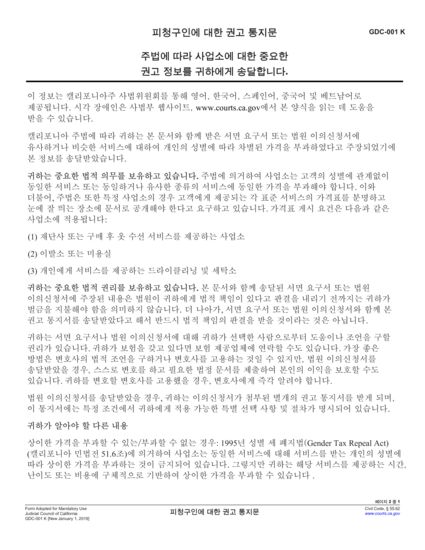 피청구인에 대한 권고 통지문
GDC-001 K
주법에 따라 사업소에 대한 중요한
권고 정보를 귀하에게 송달합니다.
이 정보는 캘리포니아주 사법위원회를 통해 영어, 한국어, 스페인어, 중국어 및 베트남어로
제공됩니다. 시각 장애인은 사법부 웹사이트, www.courts.ca.gov에서 본 양식을 읽는 데 도움을
받을 수 있습니다.
캘리포니아 주법에 따라 귀하는 본 문서와 함께 받은 서면 요구서 또는 법원 이의신청서에
유사하거나 비슷한 서비스에 대하여 개인의 성별에 따라 차별된 가격을 부과하였다고 주장되었기에
본 정보를 송달받았습니다.
귀하는 중요한 법적 의무를 보유하고 있습니다. 주법에 의거하여 사업소는 고객의 성별에 관계없이
동일한 서비스 또는 동일하거나 유사한 종류의 서비스에 동일한 가격을 부과해야 합니다. 이와
더불어, 주법은 또한 특정 사업소의 경우 고객에게 제공되는 각 표준 서비스의 가격표를 분명하고
눈에 잘 띄는 장소에 문서로 공개해야 한다고 요구하고 있습니다. 가격표 게시 요건은 다음과 같은
사업소에 적용됩니다:
(1) 재단사 또는 구매 후 옷 수선 서비스를 제공하는 사업소
(2) 이발소 또는 미용실
(3) 개인에게 서비스를 제공하는 드라이클리닝 및 세탁소
귀하는 중요한 법적 권리를 보유하고 있습니다. 본 문서와 함께 송달된 서면 요구서 또는 법원
이의신청서에 주장된 내용은 법원이 귀하에게 법적 책임이 있다고 판결을 내리기 전까지는 귀하가
벌금을 지불해야 함을 의미하지 않습니다. 더 나아가, 서면 요구서 또는 법원 이의신청서와 함께 본
권고 통지서를 송달받았다고 해서 반드시 법적 책임의 판결을 받을 것이라는 것은 아닙니다.
귀하는 서면 요구서나 법원 이의신청서에 대해 귀하가 선택한 사람으로부터 도움이나 조언을 구할
권리가 있습니다. 귀하가 보험을 갖고 있다면 보험 제공업체에 연락할 수도 있습니다. 가장 좋은
방법은 변호사의 법적 조언을 구하거나 변호사를 고용하는 것일 수 있지만, 법원 이의신청서를
송달받았을 경우, 스스로 변호를 하고 필요한 법정 문서를 제출하여 본인의 이익을 보호할 수도
있습니다. 귀하를 변호할 변호사를 고용했을 경우, 변호사에게 즉각 알려야 합니다.
법원 이의신청서를 송달받았을 경우, 귀하는 이의신청서가 첨부된 별개의 권고 통지서를 받게 되며,
이 통지서에는 특정 조건에서 귀하에게 적용 가능한 특별 선택 사항 및 절차가 명시되어 있습니다.
귀하가 알아야 할 다른 내용
상이한 가격을 부과할 수 있는/부과할 수 없는 경우: 1995년 성별 세 폐지법(Gender Tax Repeal Act)
(캘리포니아 민법전 51.6조)에 의거하여 사업소는 동일한 서비스에 대해 서비스를 받는 개인의 성별에
따라 상이한 가격을 부과하는 것이 금지되어 있습니다. 그렇지만 귀하는 해당 서비스를 제공하는 시간,
난이도 또는 비용에 구체적으로 기반하여 상이한 가격을 부과할 수 있습니다 .
페이지 2 중 1
Form Adopted for Mandatory Use
Judicial Council of California
GDC-001 K [New January 1, 2019]
피청구인에 대한 권고 통지문
Civil Code, § 55.62
www.courts.ca.gov